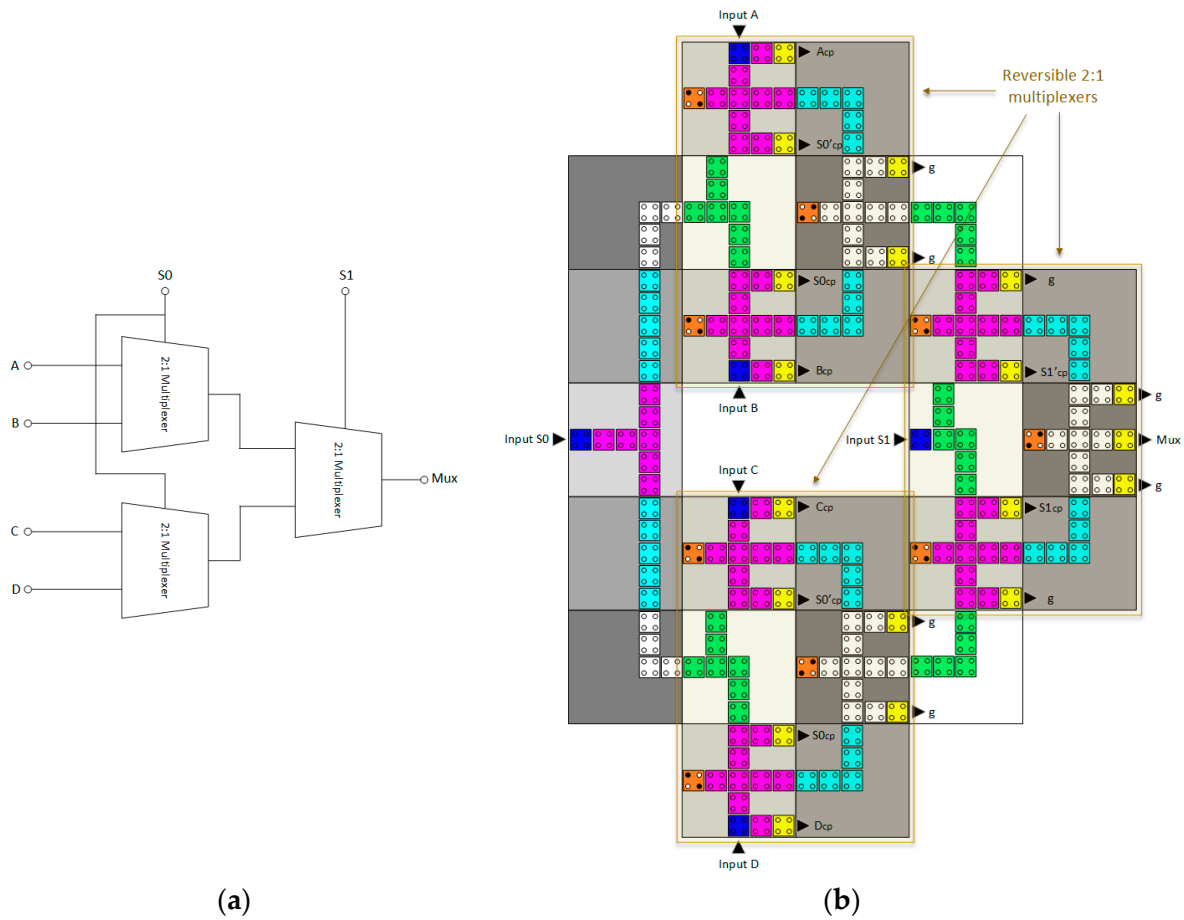 S0
S1
A
B
2:1 Multiplexer
2:1 Multiplexer
Mux
C
D
2:1 Multiplexer
(a)
Input A
Acp
Reversible 2:1
multiplexers
S0'cp
g
g
S0cp
g
Bcp
S1'cp
Input B
g
Input S0
Input S1
Mux
Input C
g
Ccp
S1cp
S0'cp
g
g
g
S0cp
Dcp
Input D
(b)